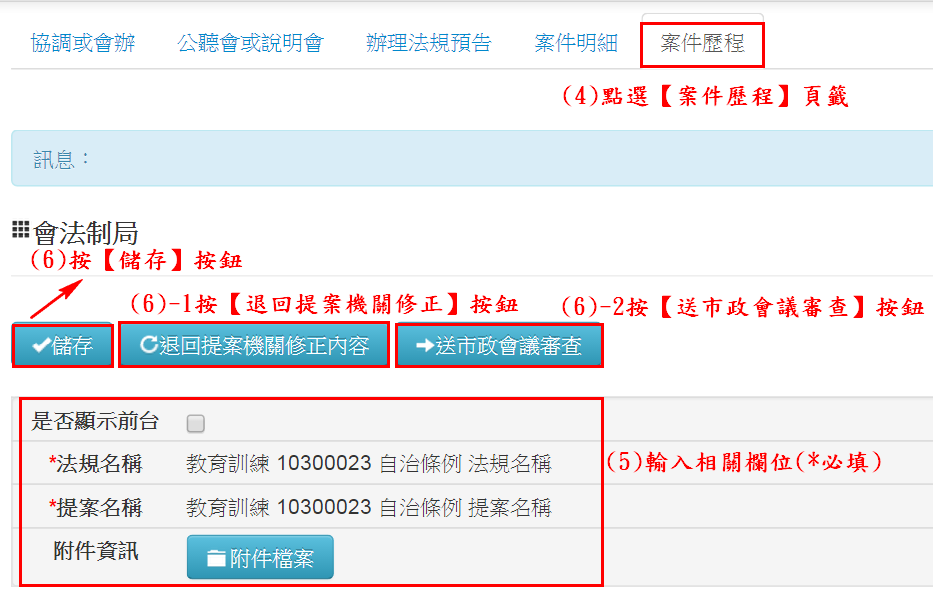 協調或會辦 公聽會或說明會 辦理法規預告 案件明細 案件歷程
(4)點選【案件歷程】頁籤
訊息：
會法制局
(6)按【儲存】按鈕
(6)-1按【退回提案機關修正】按鈕 (6)-2按【送市政會議審查】按鈕
儲存 退回提案機關修正內容 送市政會議審查
是否顯示前台
*法規名稱 教育訓練 10300023 自治條例 法規名稱
(5)輸入相關欄位(*必填)
*提案名稱 教育訓練 10300023 自治條例 提案名稱
附件資訊 附件檔案